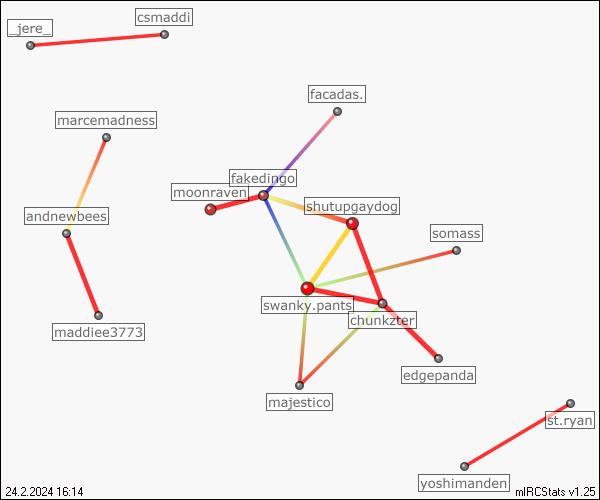 csmaddi
_jere_
facadas.
marcemadness
fakedingo
moonraven
shutupgaydog
andnewbees
somass
swanky.pants
chunkzter
maddiee3773
edgepanda
majestico
st.ryan
yoshimanden
24.2.2024 16:14
mIRCStats v1.25